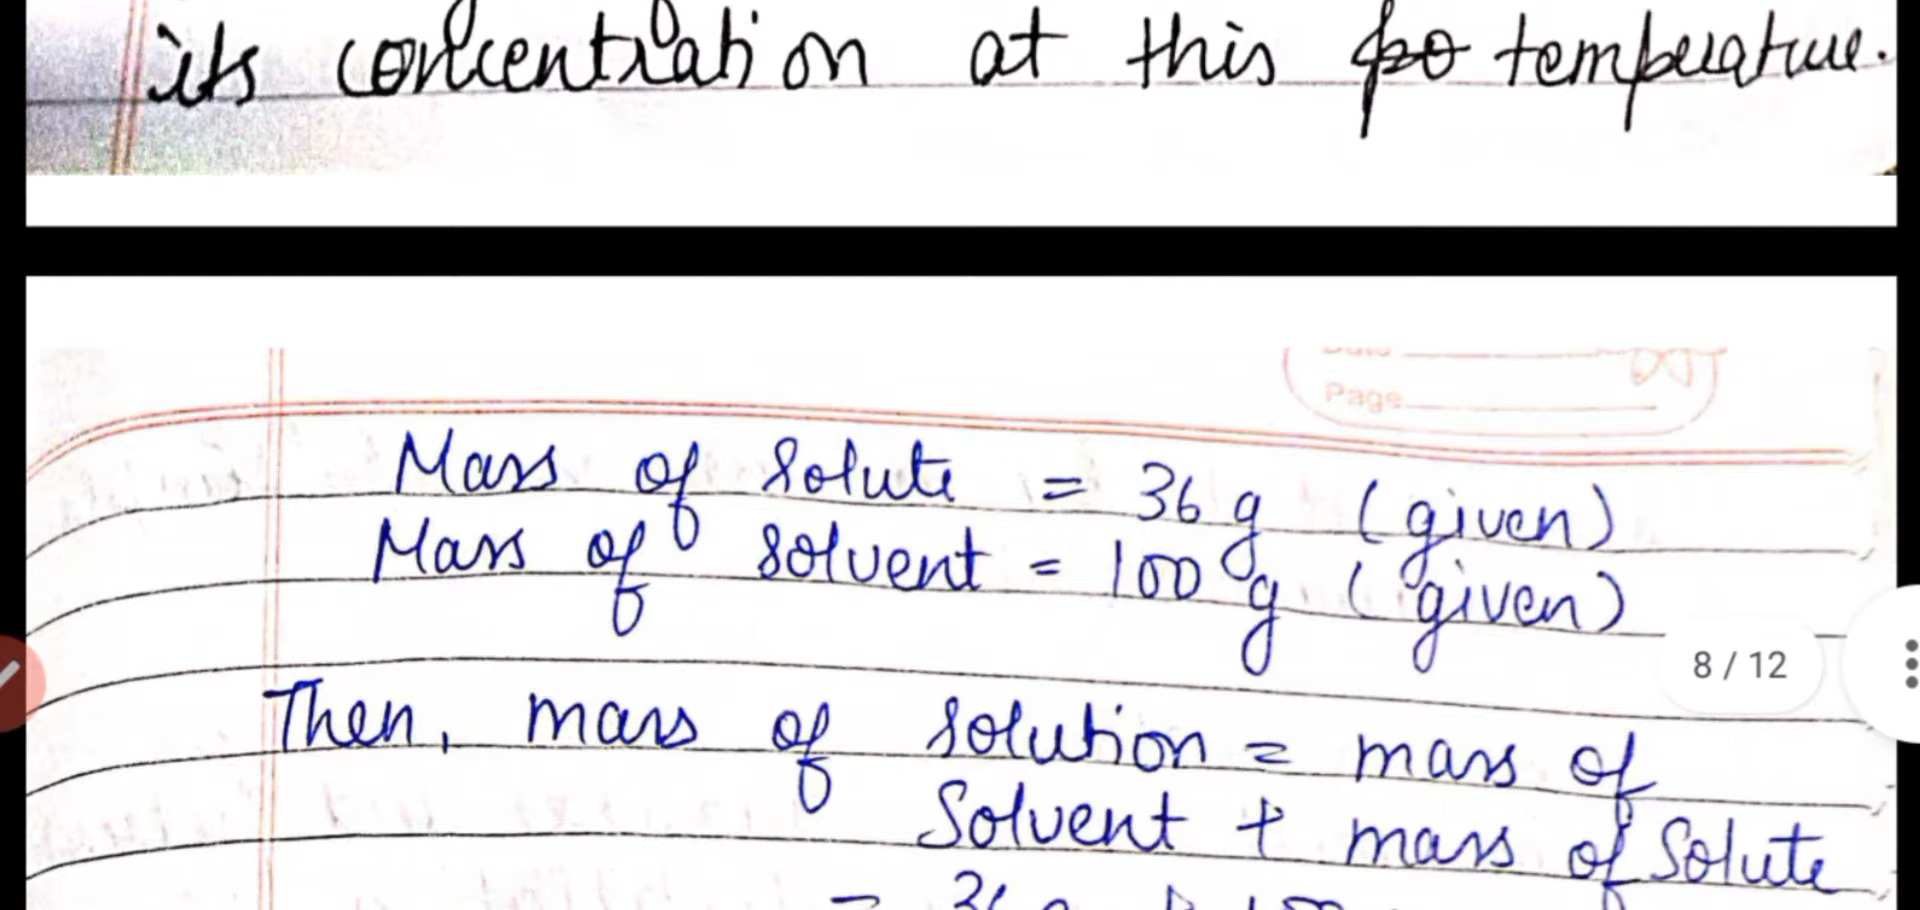 its concentration at this temperature.
Page
Mass of Solute = 36 g (given)
Mass of solvent = 100 g (given)
8 / 12
Then, mass of solution = mass of
Solvent + mass of Solute